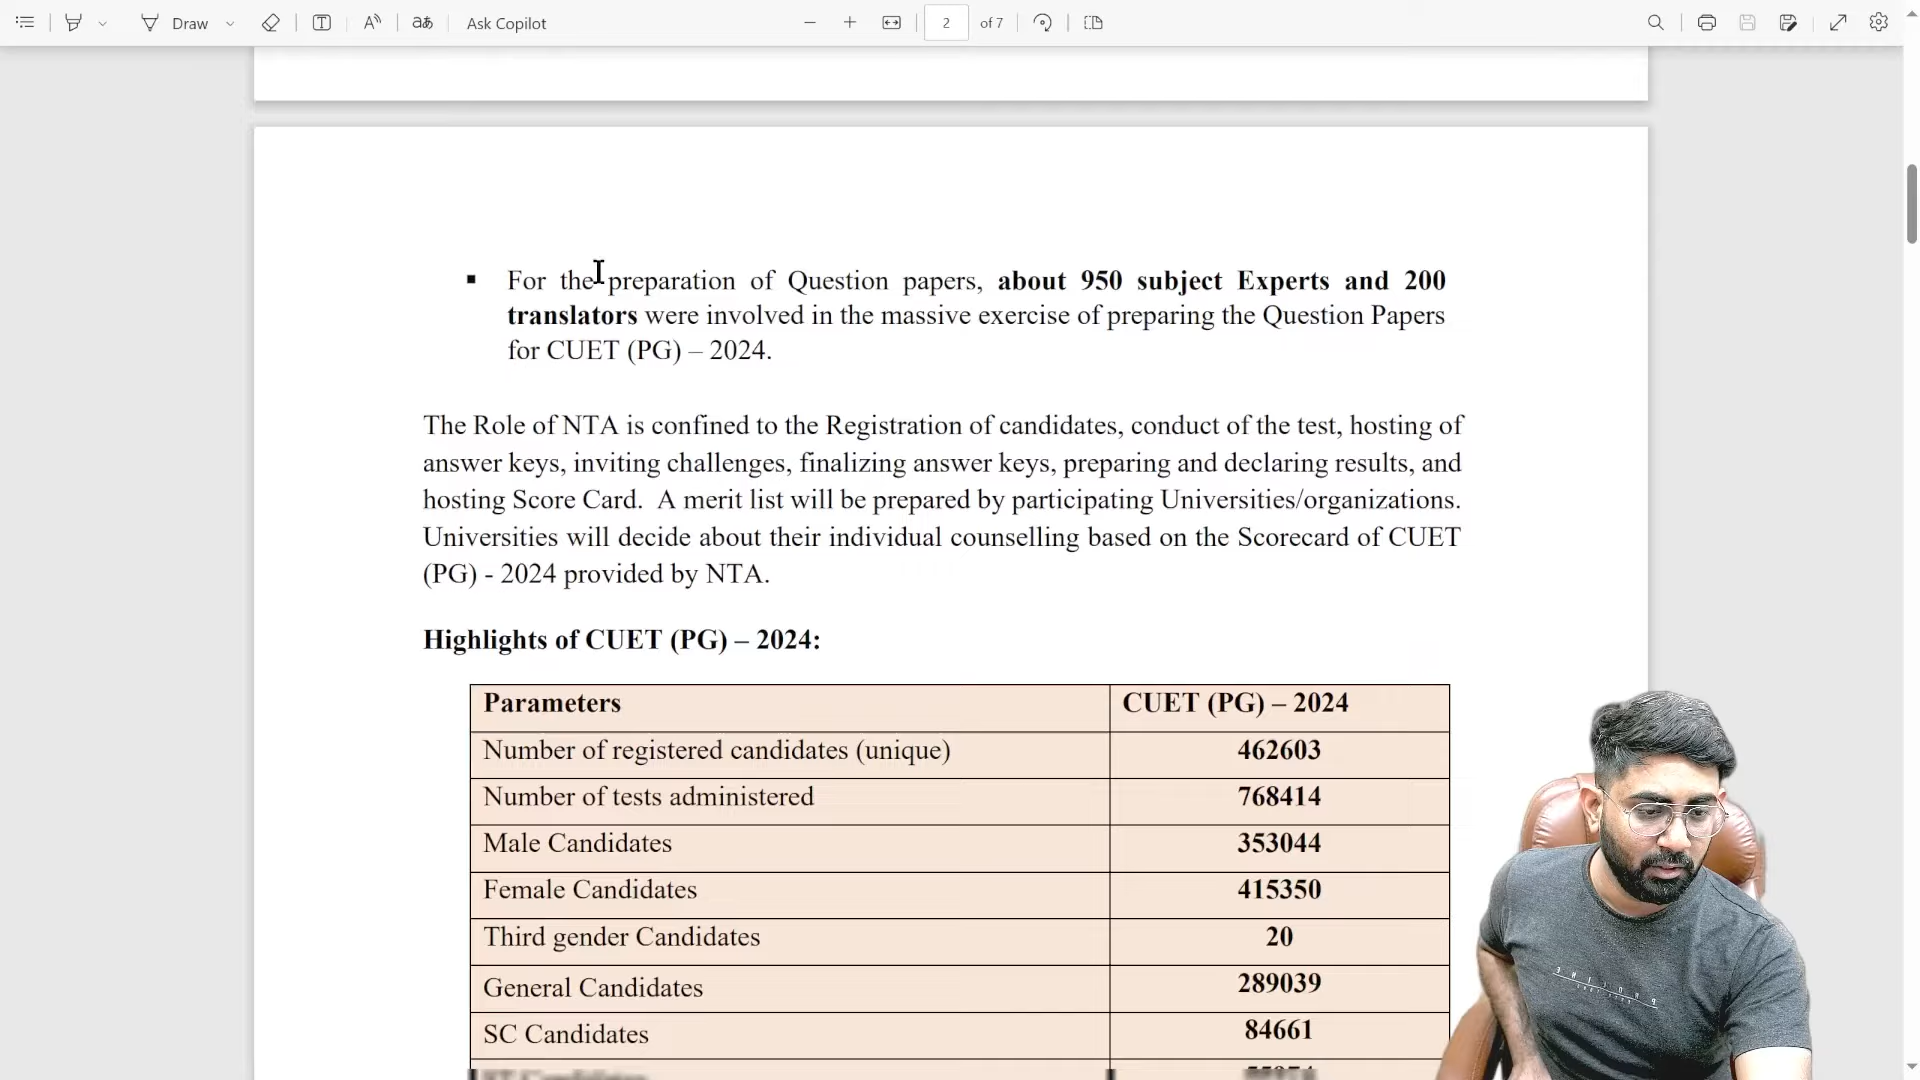 Draw
Ask Copilot
2 of 7
▪ For the preparation of Question papers, about 950 subject Experts and 200
translators were involved in the massive exercise of preparing the Question Papers
for CUET (PG) – 2024.
The Role of NTA is confined to the Registration of candidates, conduct of the test, hosting of
answer keys, inviting challenges, finalizing answer keys, preparing and declaring results, and
hosting Score Card.  A merit list will be prepared by participating Universities/organizations.
Universities will decide about their individual counselling based on the Scorecard of CUET
(PG) - 2024 provided by NTA.
Highlights of CUET (PG) – 2024:
Parameters CUET (PG) – 2024
Number of registered candidates (unique) 462603
Number of tests administered 768414
Male Candidates 353044
Female Candidates 415350
Third gender Candidates 20
General Candidates 289039
SC Candidates 84661